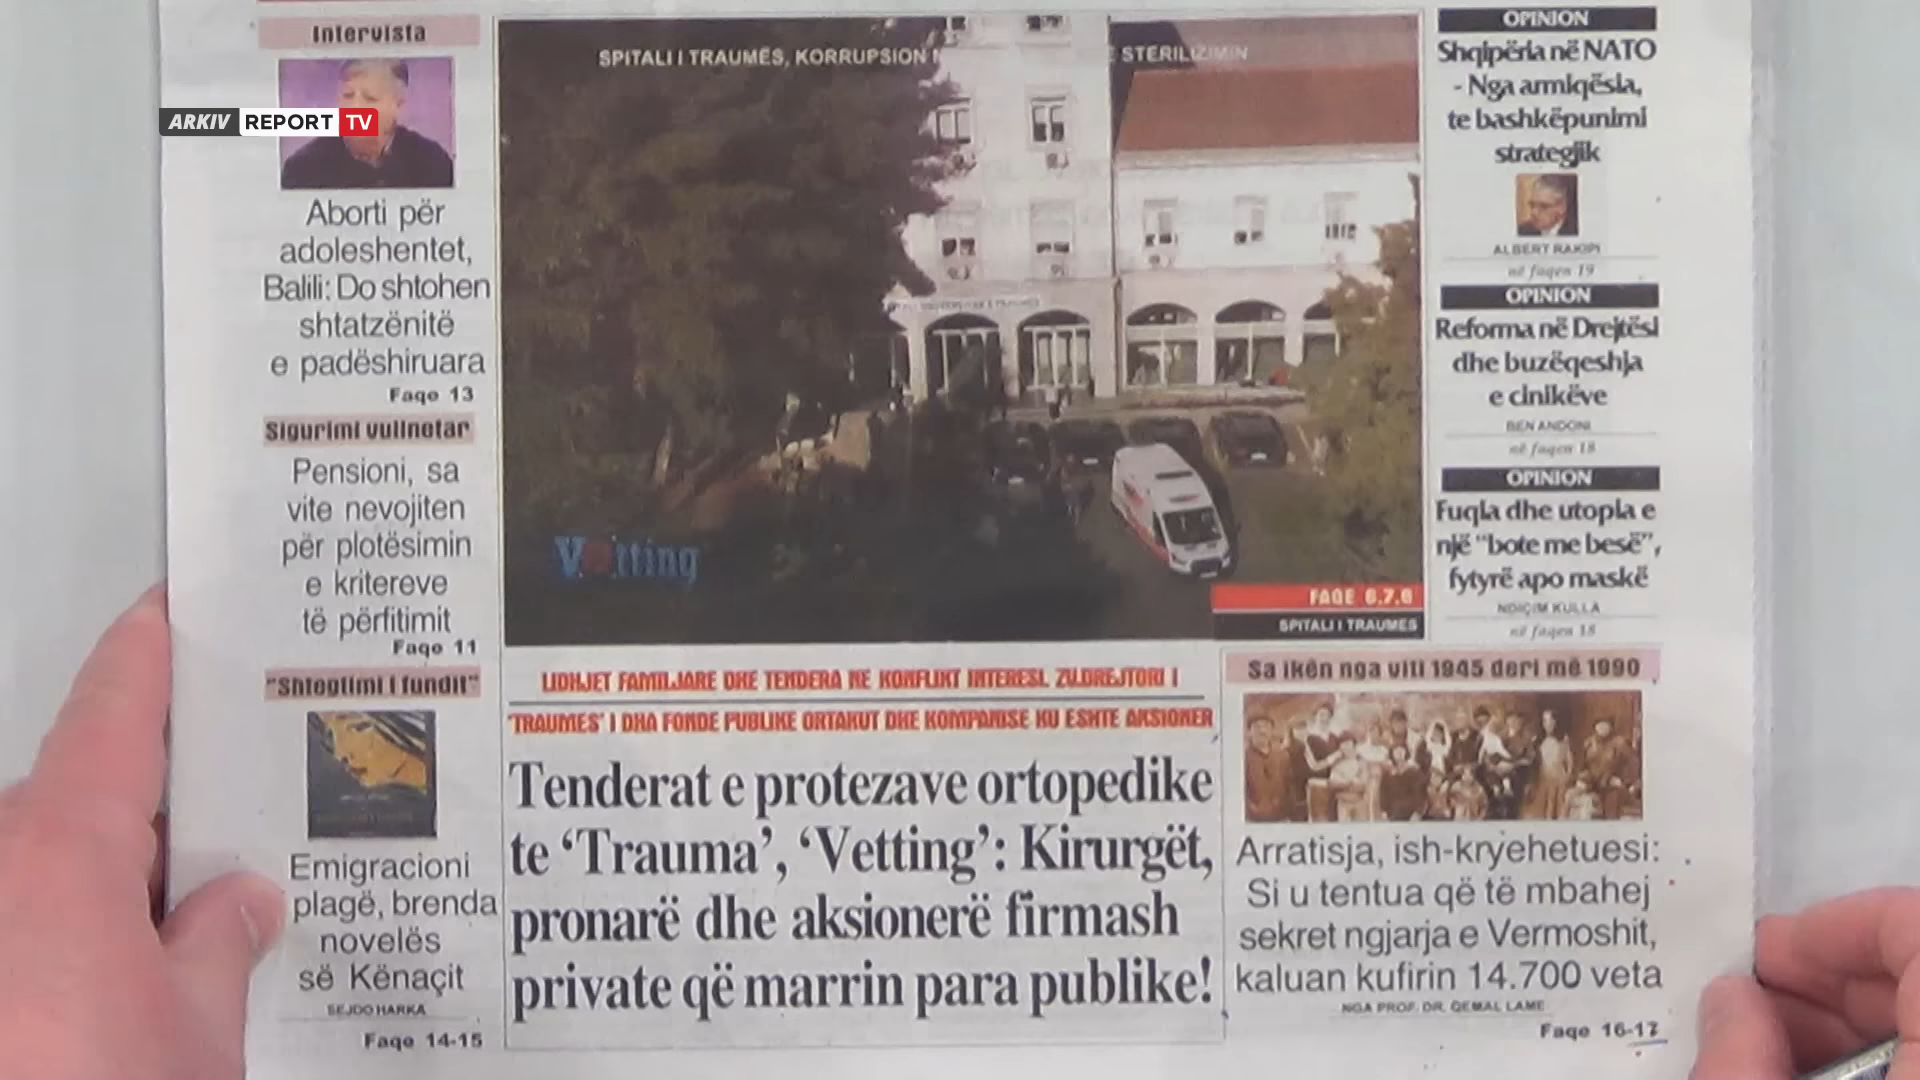 ARKIV REPORT TV
Intervista
Aborti për
adoleshentet,
Balili: Do shtohen
shtatzënitë
e padëshiruara
Faqe 13
Sigurimi vullnetar
Pensioni, sa
vite nevojiten
për plotësimin
e kritereve
të përfitimit
Faqe 11
"Shtegtimi i fundit"
Emigracioni
plagë, brenda
novelës
së Kënaçit
SEJDO HARKA
Faqe 14-15
SPITALI I TRAUMËS, KORRUPSION
STERILIZIMIN
Vetting
FAQE 6.7.8
SPITALI I TRAUMËS
LIDHJET FAMILJARE DHE TENDERA NË KONFLIKT INTERESI, ZV.DREJTORI I
'TRAUMËS' I DHA FONDE PUBLIKE ORTAKUT DHE KOMPANISË KU ËSHTË AKSIONER
Tenderat e protezave ortopedike
te 'Trauma', 'Vetting': Kirurgët,
pronarë dhe aksionerë firmash
private që marrin para publike!
OPINION
Shqipëria në NATO
- Nga armiqësia,
te bashkëpunimi
strategjik
ALBERT RAKIPI
në faqen 19
OPINION
Reforma në Drejtësi
dhe buzëqeshja
e cinikëve
BEN ANDONI
në faqen 18
OPINION
Fuqia dhe utopia e
një "bote me besë",
fytyrë apo maskë
NDIÇIM KULLA
në faqen 18
Sa ikën nga viti 1945 deri më 1990
Arratisja, ish-kryehetuesi:
Si u tentua që të mbahej
sekret ngjarja e Vermoshit,
kaluan kufirin 14.700 veta
NGA PROF. DR. QEMAL LAME
Faqe 16-17